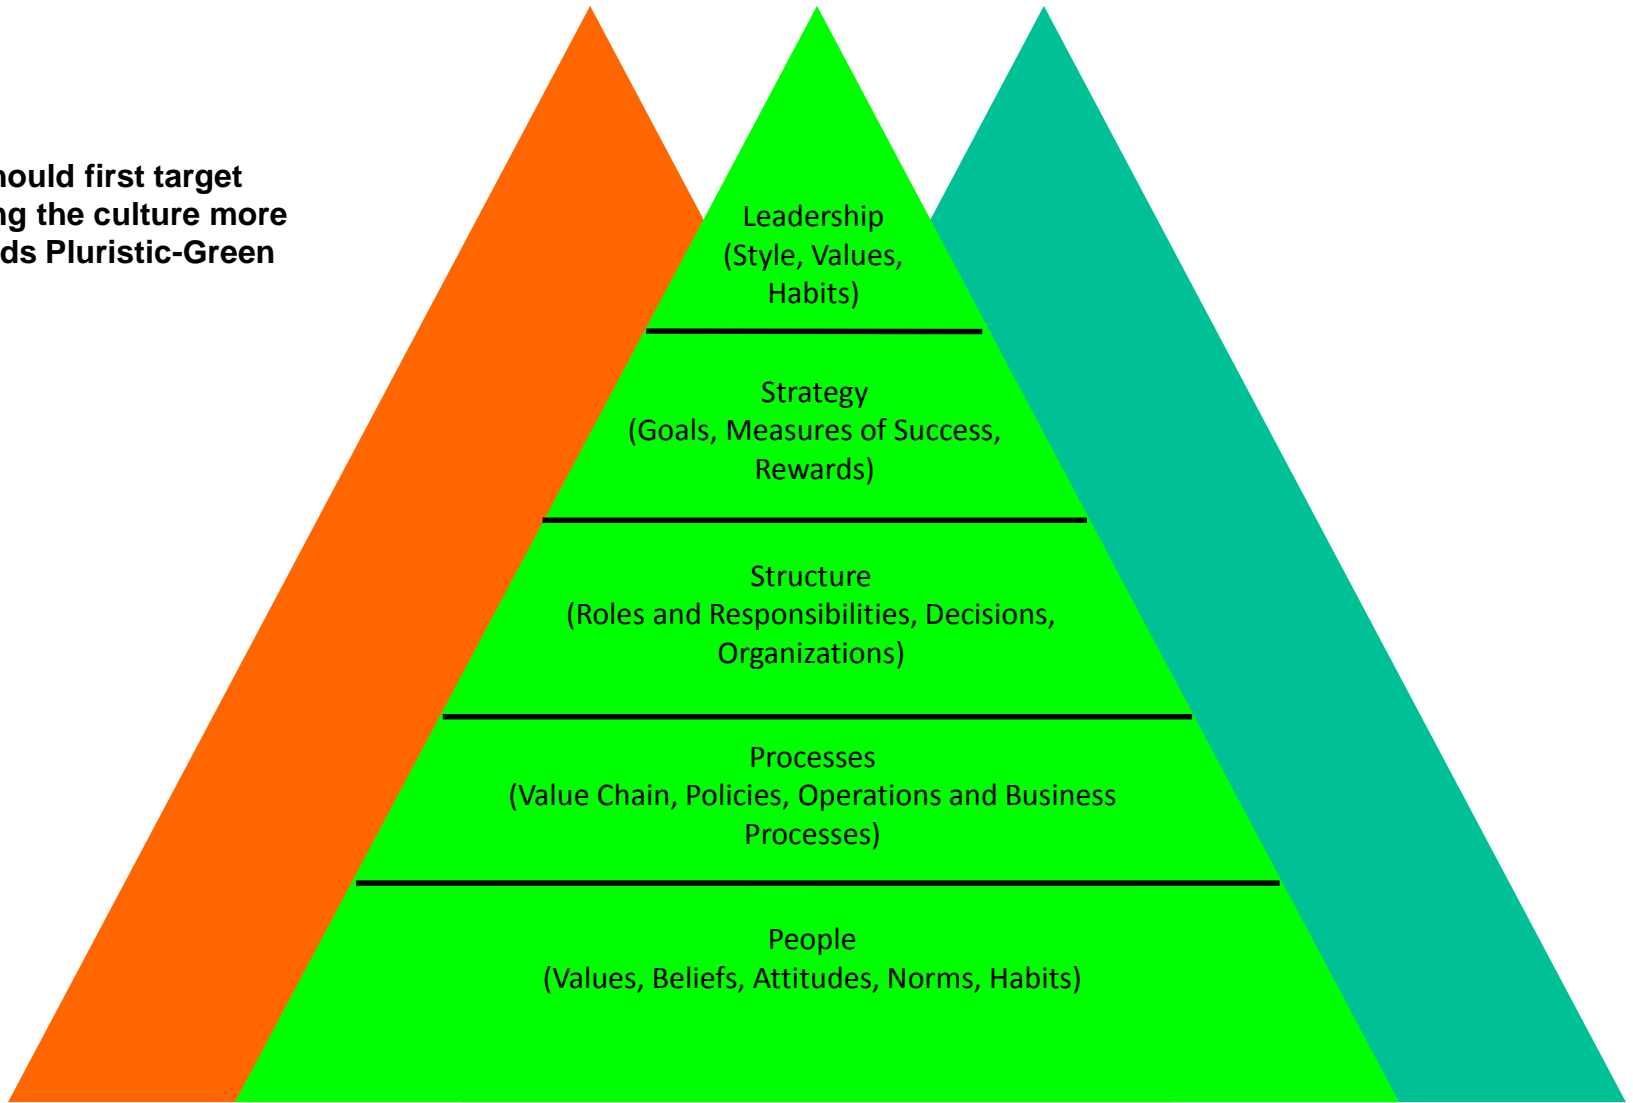 hould first target
ng the culture more
ds Pluristic-Green
Leadership
(Style, Values,
Habits)
Strategy
(Goals, Measures of Success,
Rewards)
Structure
(Roles and Responsibilities, Decisions,
Organizations)
Processes
(Value Chain, Policies, Operations and Business
Processes)
People
(Values, Beliefs, Attitudes, Norms, Habits)